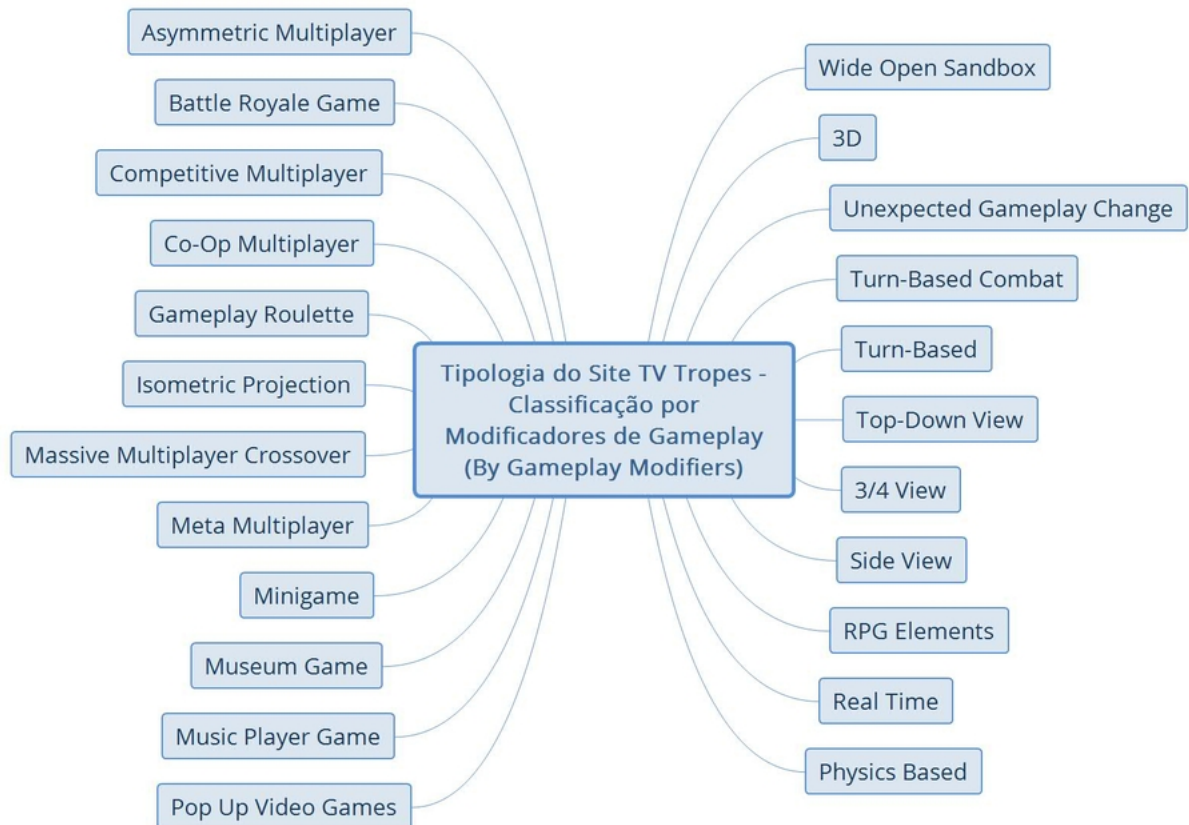 Asymmetric Multiplayer
Battle Royale Game
Competitive Multiplayer
Co-Op Multiplayer
Gameplay Roulette
Isometric Projection
Massive Multiplayer Crossover
Meta Multiplayer
Minigame
Museum Game
Music Player Game
Pop Up Video Games
Tipologia do Site TV Tropes -
Classificação por
Modificadores de Gameplay
(By Gameplay Modifiers)
Wide Open Sandbox
3D
Unexpected Gameplay Change
Turn-Based Combat
Turn-Based
Top-Down View
3/4 View
Side View
RPG Elements
Real Time
Physics Based